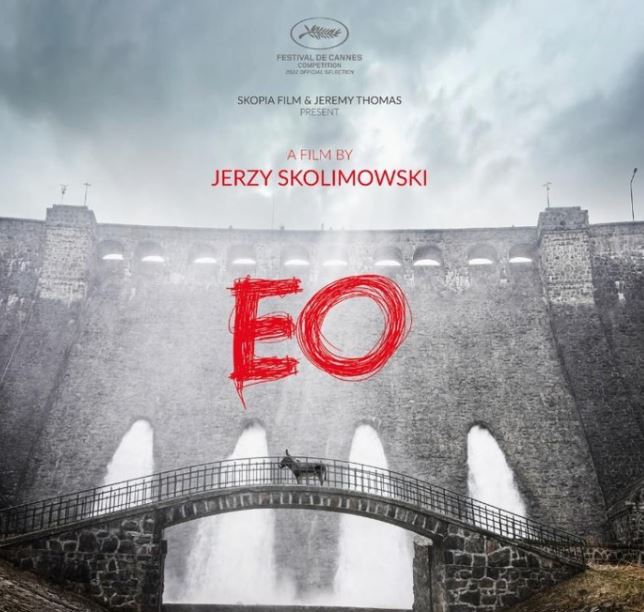 FESTIVAL DE CANNES
COMPETITION
2022 OFFICIAL SELECTION
SKOPIA FILM & JEREMY THOMAS
PRESENT
A FILM BY
JERZY SKOLIMOWSKI
EO